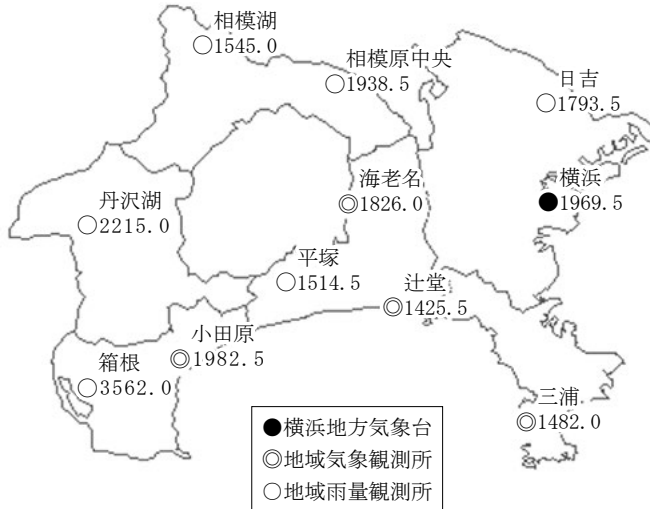 相模湖
○1545.0
相模原中央
○1938.5
日吉
○1793.5
海老名
◎1826.0
横浜
●1969.5
丹沢湖
○2215.0
平塚
○1514.5
辻堂
◎1425.5
小田原
◎1982.5
箱根
○3562.0
三浦
◎1482.0
●横浜地方気象台
◎地域気象観測所
○地域雨量観測所